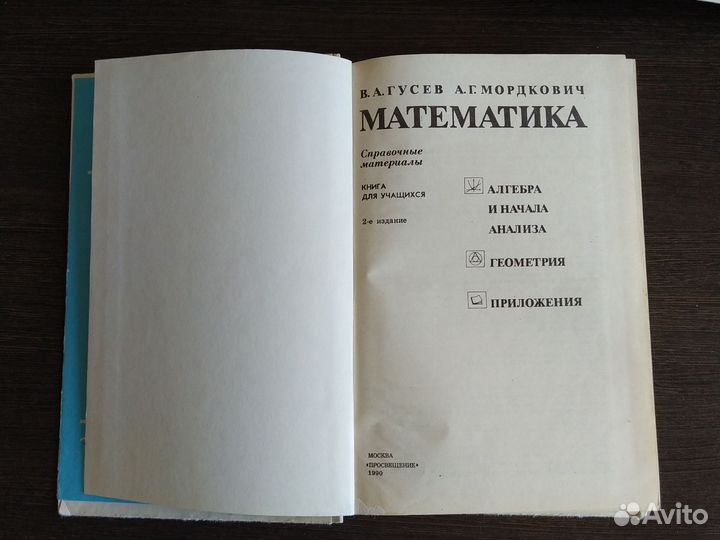 В. А. ГУСЕВ А. Г. МОРДКОВИЧ
МАТЕМАТИКА
Справочные
материалы
КНИГА
ДЛЯ УЧАЩИХСЯ
2-е издание
АЛГЕБРА
И НАЧАЛА
АНАЛИЗА
ГЕОМЕТРИЯ
ПРИЛОЖЕНИЯ
МОСКВА
«ПРОСВЕЩЕНИЕ»
1990
Avito